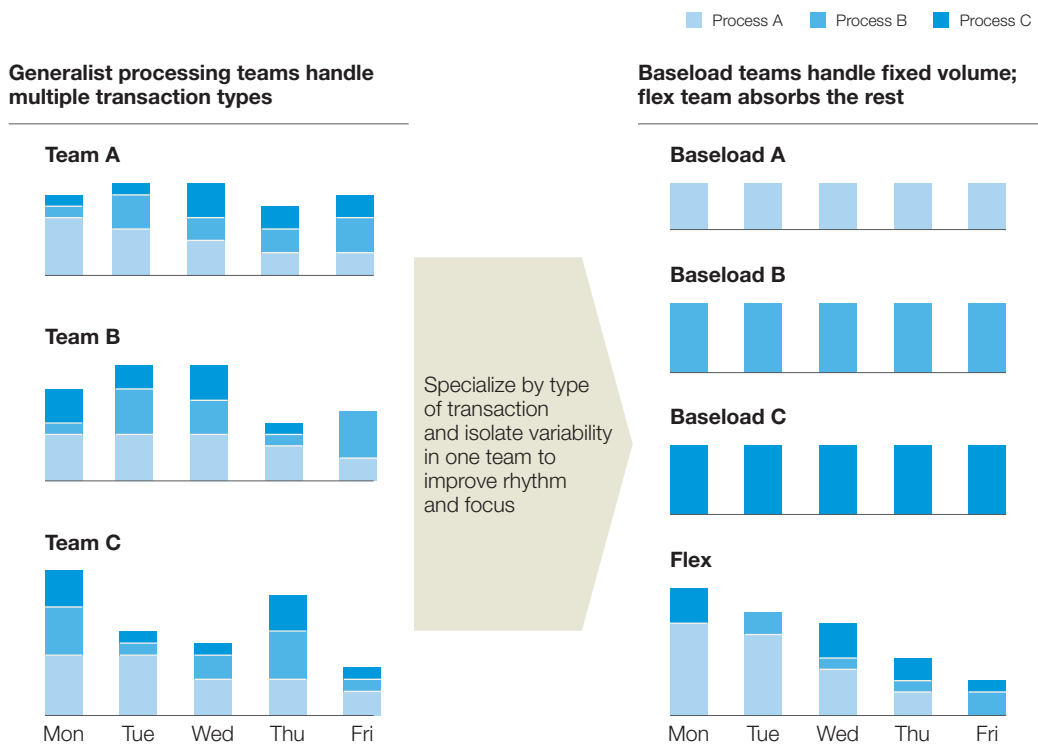 Process A Process B Process C
Generalist processing teams handle
multiple transaction types
Team A
Team B
Team C
Mon Tue Wed Thu Fri
Specialize by type
of transaction
and isolate variability
in one team to
improve rhythm
and focus
Baseload teams handle fixed volume;
flex team absorbs the rest
Baseload A
Baseload B
Baseload C
Flex
Mon Tue Wed Thu Fri